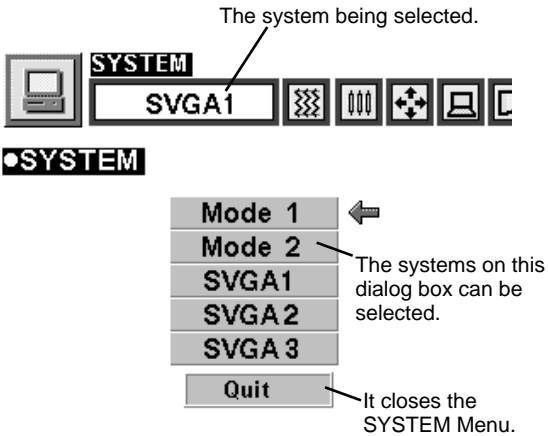 The system being selected.
SYSTEM
SVGA1
●SYSTEM
Mode 1
Mode 2
SVGA1
SVGA2
SVGA3
The systems on this
dialog box can be
selected.
Quit
It closes the
SYSTEM Menu.